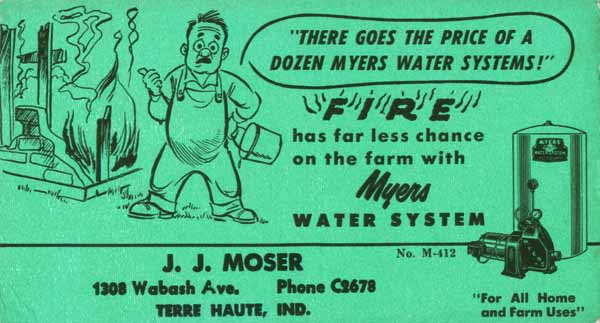 "THERE GOES THE PRICE OF A
DOZEN MYERS WATER SYSTEMS!"
FIRE
has far less chance
on the farm with
Myers
WATER SYSTEM
MYERS
No. M-412
J. J. MOSER
1308 Wabash Ave. Phone C2678
TERRE HAUTE, IND.
"For All Home
and Farm Uses"